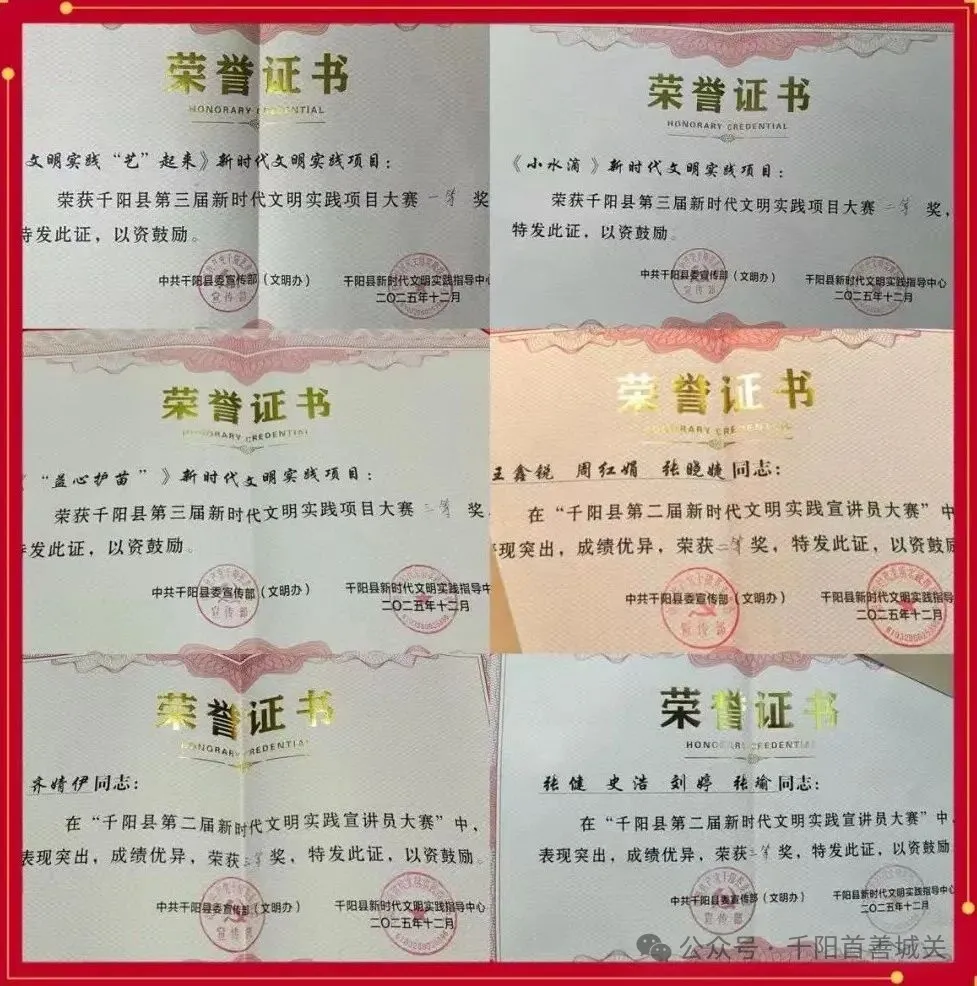 荣誉证书
HONORARY CREDENTIAL
文明实践“艺”起来》新时代文明实践项目：
荣获千阳县第三届新时代文明实践项目大赛 一等 奖
特发此证，以资鼓励。
中共千阳县委宣传部（文明办）
千阳县新时代文明实践指导中心
二〇二五年十二月
荣誉证书
HONORARY CREDENTIAL
《小水滴》新时代文明实践项目：
荣获千阳县第三届新时代文明实践项目大赛 二等 奖，
特发此证，以资鼓励。
中共千阳县委宣传部（文明办）
千阳县新时代文明实践指导中心
二〇二五年十二月
荣誉证书
HONORARY CREDENTIAL
“益心护苗”》新时代文明实践项目：
荣获千阳县第三届新时代文明实践项目大赛 三等 奖
特发此证，以资鼓励。
中共千阳县委宣传部（文明办）
千阳县新时代文明实践指导中
二〇二五年十二月
荣誉证书
HONORARY CREDENTIAL
王鑫锐 周红娟 张晓婕同志：
在“千阳县第二届新时代文明实践宣讲员大赛”中
表现突出，成绩优异，荣获二等奖，特发此证，以资鼓励
中共千阳县委宣传部（文明办）
千阳县新时代文明实践指导
二〇二五年十二月
荣誉证书
HONORARY CREDENTIAL
齐婧伊同志：
在“千阳县第二届新时代文明实践宣讲员大赛”中，
表现突出，成绩优异，荣获三等奖，特发此证，以资鼓励。
中共千阳县委宣传部（文明办）
千阳县新时代文明实践指导中心
二〇二五年十二月
荣誉证书
HONORARY CREDENTIAL
张健 史浩 刘婷 张瑜同志：
在“千阳县第二届新时代文明实践宣讲员大赛”中
表现突出，成绩优异，荣获三等奖，特发此证，以资鼓
中共千阳县委宣传部（文明办）
千阳县新时代文明实践指导中心
二〇二五年十二月
公众号·千阳首善城关